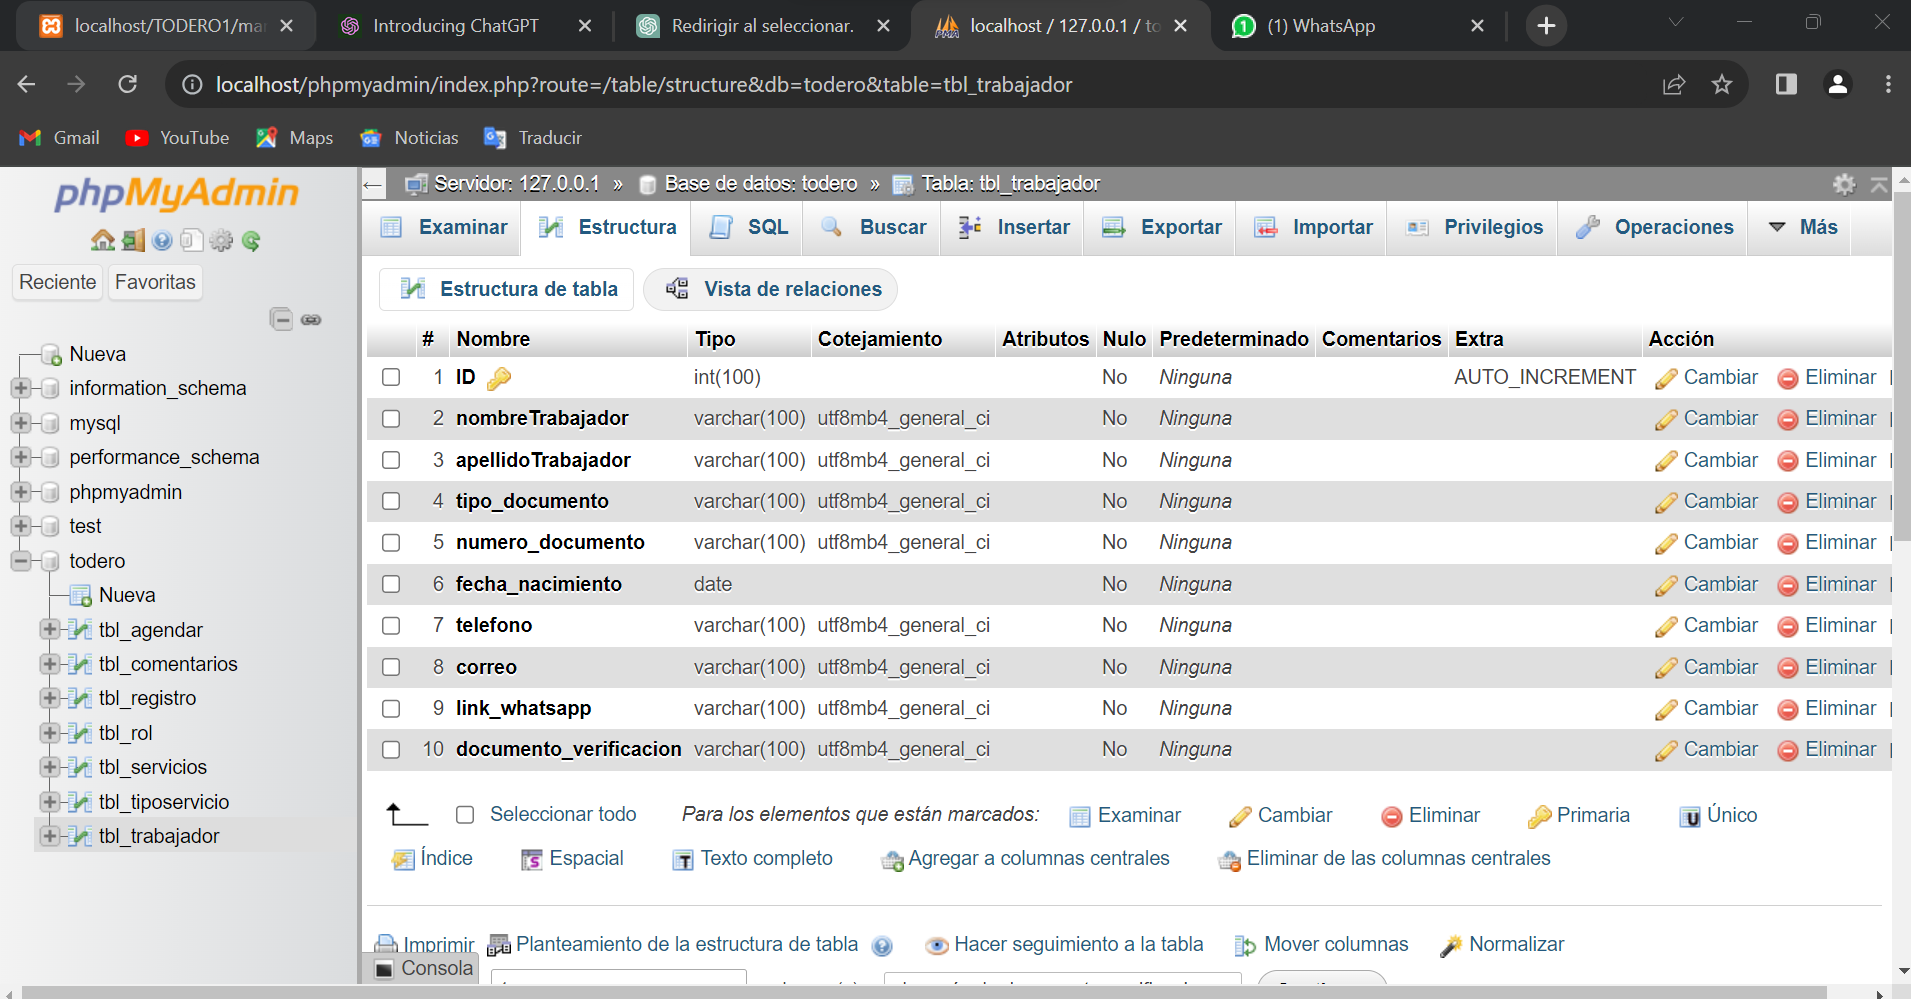 localhost/TODERO1/mar
Introducing ChatGPT
Redirigir al seleccionar.
localhost / 127.0.0.1 / to
(1) WhatsApp
localhost/phpmyadmin/index.php?route=/table/structure&db=todero&table=tbl_trabajador
Gmail YouTube Maps Noticias Traducir
phpMyAdmin
Reciente Favoritas
Nueva
information_schema
mysql
performance_schema
phpmyadmin
test
todero
Nueva
tbl_agendar
tbl_comentarios
tbl_registro
tbl_rol
tbl_servicios
tbl_tiposervicio
tbl_trabajador
Servidor: 127.0.0.1 » Base de datos: todero » Tabla: tbl_trabajador
Examinar Estructura SQL Buscar Insertar Exportar Importar Privilegios Operaciones Más
Estructura de tabla Vista de relaciones
# Nombre Tipo Cotejamiento Atributos Nulo Predeterminado Comentarios Extra Acción
1 ID int(100) No Ninguna AUTO_INCREMENT Cambiar Eliminar
2 nombreTrabajador varchar(100) utf8mb4_general_ci No Ninguna Cambiar Eliminar
3 apellidoTrabajador varchar(100) utf8mb4_general_ci No Ninguna Cambiar Eliminar
4 tipo_documento varchar(100) utf8mb4_general_ci No Ninguna Cambiar Eliminar
5 numero_documento varchar(100) utf8mb4_general_ci No Ninguna Cambiar Eliminar
6 fecha_nacimiento date No Ninguna Cambiar Eliminar
7 telefono varchar(100) utf8mb4_general_ci No Ninguna Cambiar Eliminar
8 correo varchar(100) utf8mb4_general_ci No Ninguna Cambiar Eliminar
9 link_whatsapp varchar(100) utf8mb4_general_ci No Ninguna Cambiar Eliminar
10 documento_verificacion varchar(100) utf8mb4_general_ci No Ninguna Cambiar Eliminar
Seleccionar todo Para los elementos que están marcados: Examinar Cambiar Eliminar Primaria Único
Índice Espacial Texto completo Agregar a columnas centrales Eliminar de las columnas centrales
Imprimir Planteamiento de la estructura de tabla Hacer seguimiento a la tabla Mover columnas Normalizar
Consola